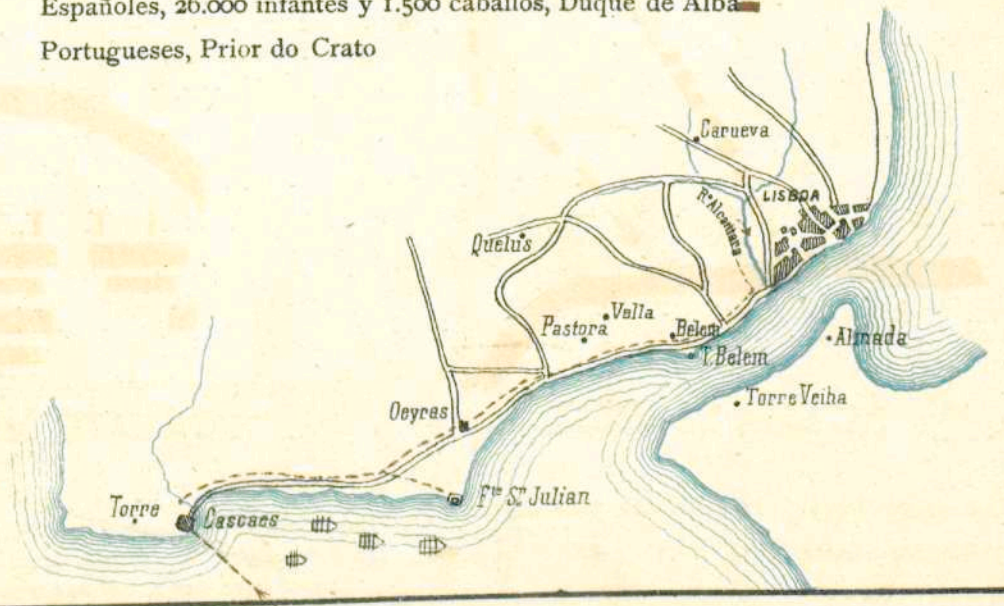 Españoles, 26.000 infantes y 1.500 caballos, Duque de Alba
Portugueses, Prior do Crato
Carueva
LISBOA
Rº Alcantara
Quelus
Valla
Pastora
Belem
T. Belem
Almada
Torre Veiha
Oeyras
Fte Sn Julian
Torre
Cascaes